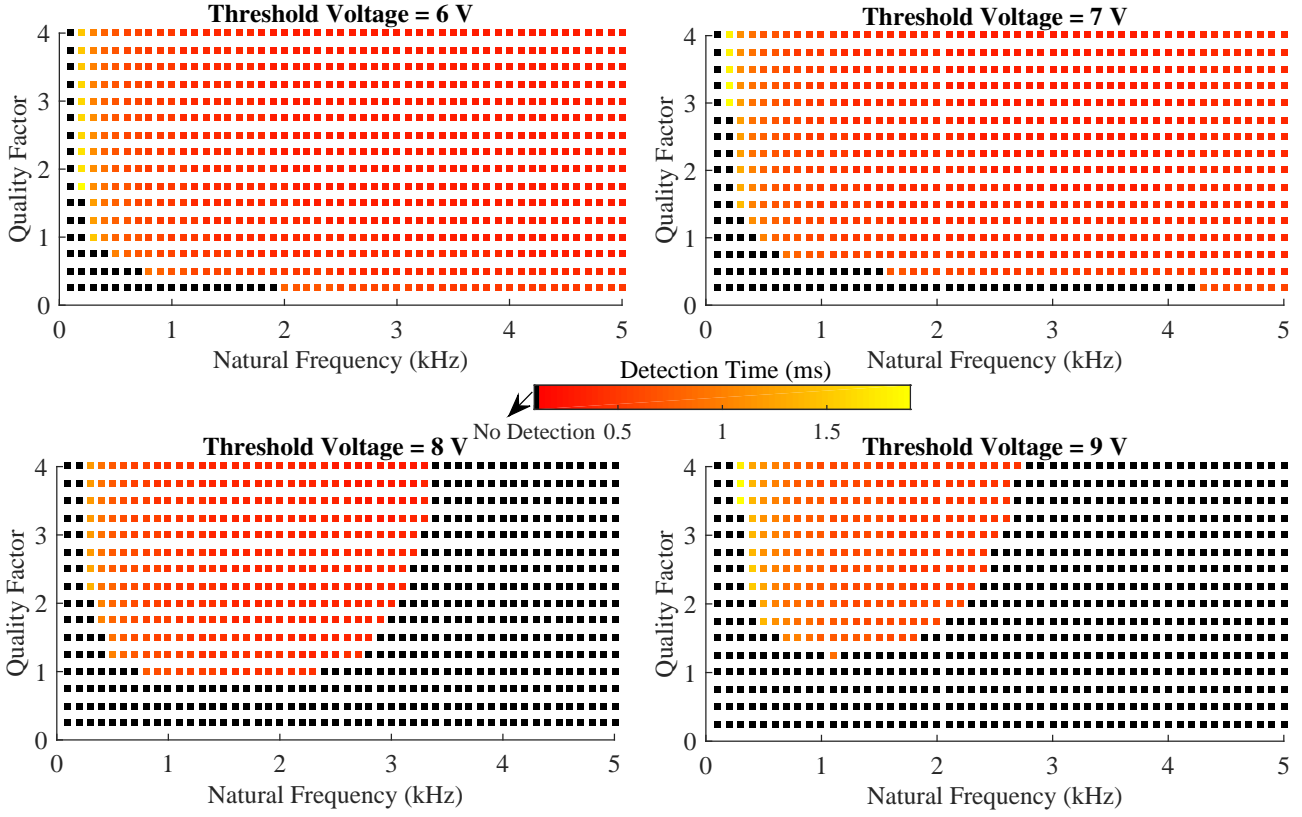 Threshold Voltage = 6 V
Quality Factor
4
3
2
1
0
0 1 2 3 4 5
Natural Frequency (kHz)
Threshold Voltage = 7 V
Quality Factor
4
3
2
1
0
0 1 2 3 4 5
Natural Frequency (kHz)
Detection Time (ms)
No Detection 0.5 1 1.5
Threshold Voltage = 8 V
Quality Factor
4
3
2
1
0
0 1 2 3 4 5
Natural Frequency (kHz)
Threshold Voltage = 9 V
Quality Factor
4
3
2
1
0
0 1 2 3 4 5
Natural Frequency (kHz)